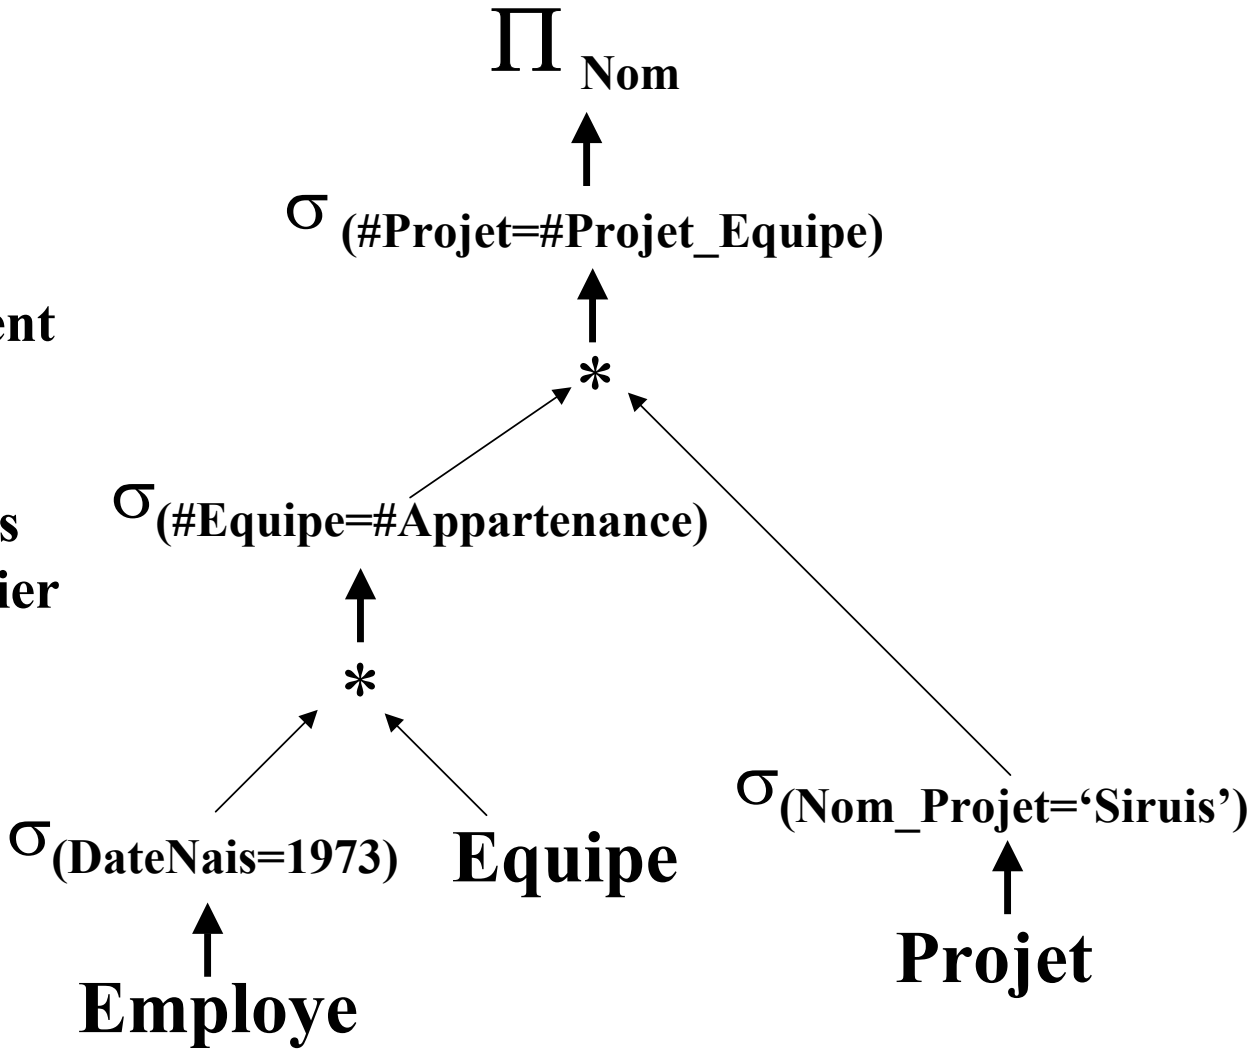 Π Nom
σ (#Projet=#Projet_Equipe)
ent
*
σ(#Equipe=#Appartenance)
s
ier
*
σ(Nom_Projet=‘Siruis’)
σ(DateNais=1973)
Equipe
Projet
Employe